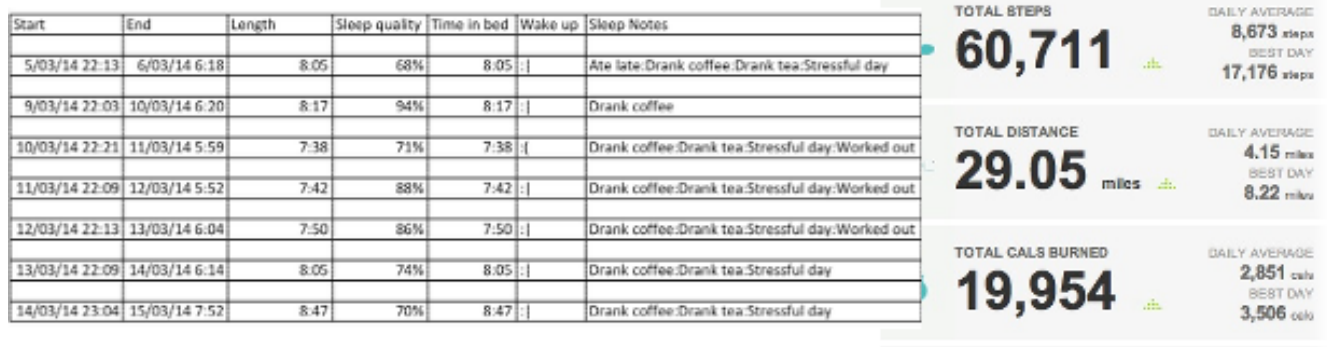 Start End Length Sleep quality Time in bed Wake up Sleep Notes
5/03/14 22:13 6/03/14 6:18 8:05 68% 8:05 :| Ate late:Drank coffee:Drank tea:Stressful day
9/03/14 22:03 10/03/14 6:20 8:17 94% 8:17 :| Drank coffee
10/03/14 22:21 11/03/14 5:59 7:38 71% 7:38 :( Drank coffee:Drank tea:Stressful day:Worked out
11/03/14 22:09 12/03/14 5:52 7:42 88% 7:42 :| Drank coffee:Drank tea:Stressful day:Worked out
12/03/14 22:13 13/03/14 6:04 7:50 86% 7:50 :| Drank coffee:Drank tea:Stressful day:Worked out
13/03/14 22:09 14/03/14 6:14 8:05 74% 8:05 :| Drank coffee:Drank tea:Stressful day
14/03/14 23:04 15/03/14 7:52 8:47 70% 8:47 :| Drank coffee:Drank tea:Stressful day
TOTAL STEPS
60,711
DAILY AVERAGE
8,673 steps
BEST DAY
17,176 steps
TOTAL DISTANCE
29.05 miles
DAILY AVERAGE
4.15 miles
BEST DAY
8.22 miles
TOTAL CALS BURNED
19,954
DAILY AVERAGE
2,851 cals
BEST DAY
3,506 cals